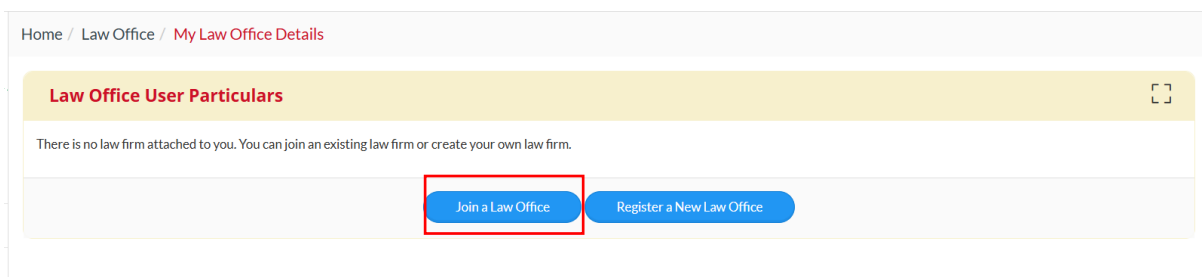 Home / Law Office / My Law Office Details
Law Office User Particulars
There is no law firm attached to you. You can join an existing law firm or create your own law firm.
Join a Law Office Register a New Law Office